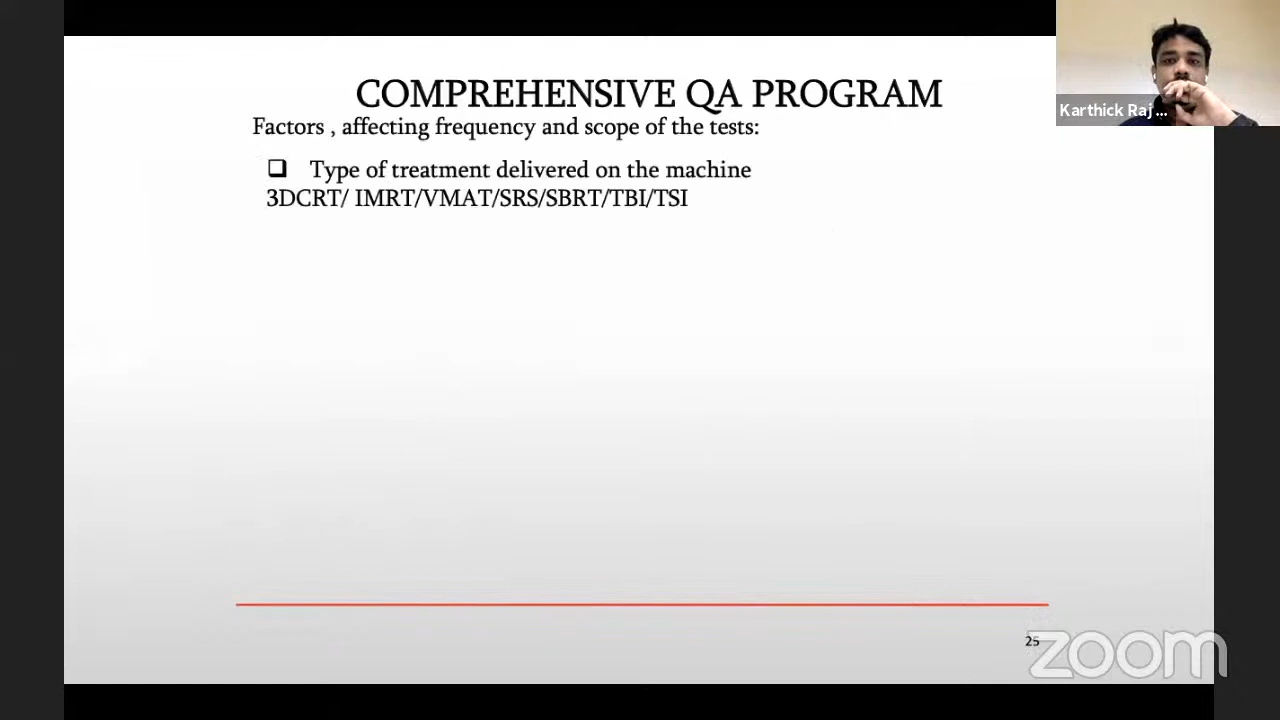 COMPREHENSIVE QA PROGRAM
Factors , affecting frequency and scope of the tests:
Type of treatment delivered on the machine
3DCRT/ IMRT/VMAT/SRS/SBRT/TBI/TSI
Karthick Raj ...
25
zoom